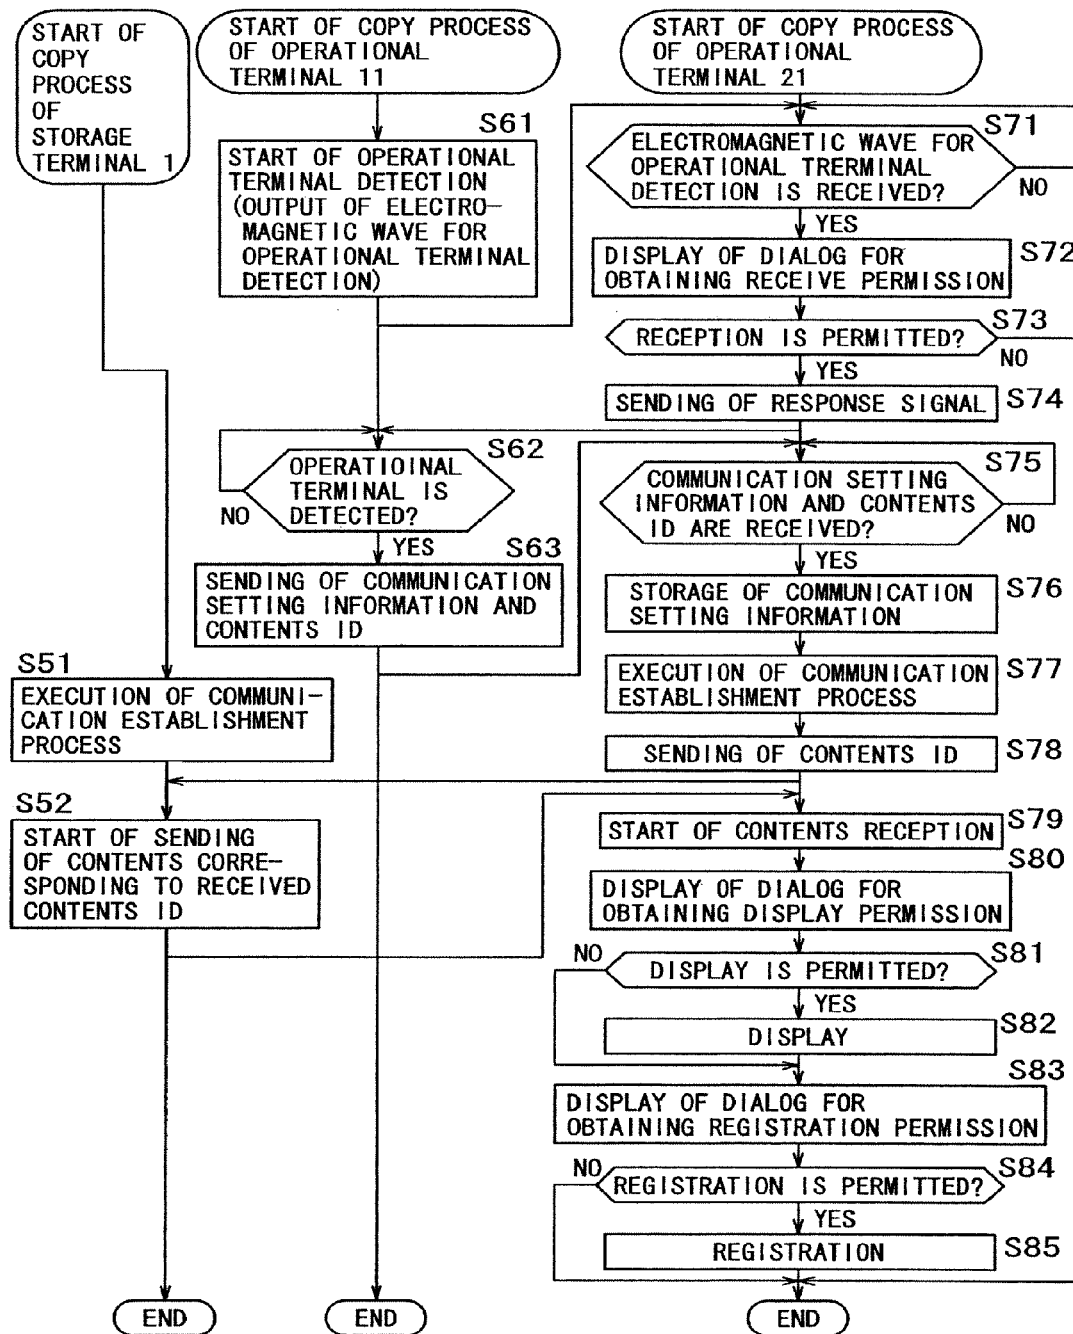 START OF
COPY
PROCESS
OF
STORAGE
TERMINAL 1
START OF COPY PROCESS
OF OPERATIONAL
TERMINAL 11
START OF COPY PROCESS
OF OPERATIONAL
TERMINAL 21
S61
START OF OPERATIONAL
TERMINAL DETECTION
(OUTPUT OF ELECTRO-
MAGNETIC WAVE FOR
OPERATIONAL TERMINAL
DETECTION)
S71
ELECTROMAGNETIC WAVE FOR
OPERATIONAL TRERMINAL
DETECTION IS RECEIVED?
NO
YES
S72
DISPLAY OF DIALOG FOR
OBTAINING RECEIVE PERMISSION
S73
RECEPTION IS PERMITTED?
NO
YES
SENDING OF RESPONSE SIGNAL
S74
S62
OPERATIOINAL
TERMINAL IS
DETECTED?
NO
YES
S75
COMMUNICATION SETTING
INFORMATION AND CONTENTS
ID ARE RECEIVED?
NO
YES
S63
SENDING OF COMMUNICATION
SETTING INFORMATION AND
CONTENTS ID
STORAGE OF COMMUNICATION
SETTING INFORMATION
S76
S51
EXECUTION OF COMMUNI-
CATION ESTABLISHMENT
PROCESS
EXECUTION OF COMMUNICATION
ESTABLISHMENT PROCESS
S77
SENDING OF CONTENTS ID
S78
S52
START OF SENDING
OF CONTENTS CORRE-
SPONDING TO RECEIVED
CONTENTS ID
START OF CONTENTS RECEPTION
S79
S80
DISPLAY OF DIALOG FOR
OBTAINING DISPLAY PERMISSION
S81
NO
DISPLAY IS PERMITTED?
YES
S82
DISPLAY
S83
DISPLAY OF DIALOG FOR
OBTAINING REGISTRATION PERMISSION
S84
NO
REGISTRATION IS PERMITTED?
YES
REGISTRATION
S85
END
END
END